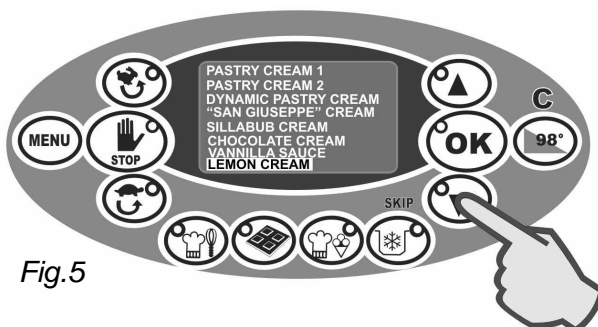 PASTRY CREAM 1
PASTRY CREAM 2
DYNAMIC PASTRY CREAM
“SAN GIUSEPPE” CREAM
SILLABUB CREAM
CHOCOLATE CREAM
VANNILLA SAUCE
LEMON CREAM
MENU
STOP
OK
C
98°
SKIP
Fig.5